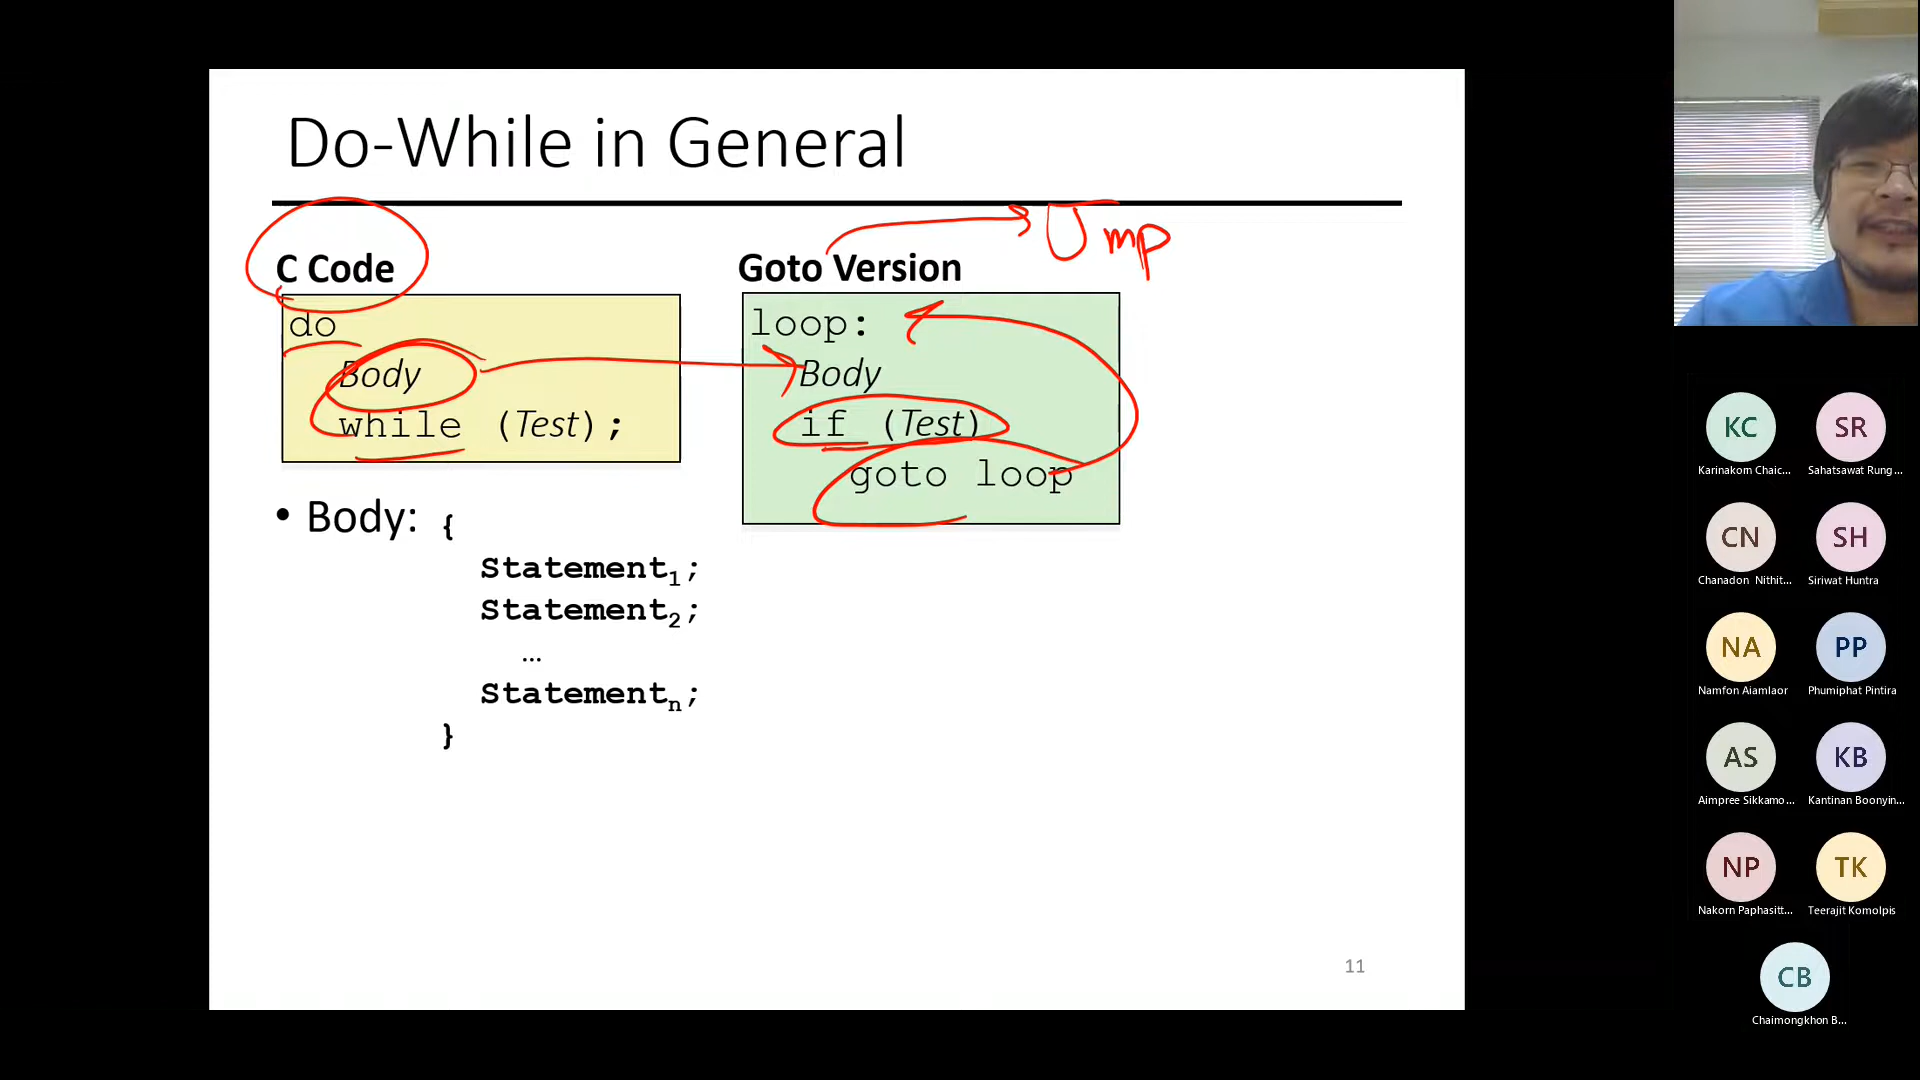 Do-While in General
C Code
do
Body
while (Test);
Goto Version
Jmp
loop:
Body
if (Test)
goto loop
• Body: {
Statement1;
Statement2;
…
Statementn;
}
11
KC
Karinakorn Chaic...
SR
Sahatsawat Rung...
CN
Chanadon Nithit...
SH
Siriwat Huntra
NA
Namfon Aiamlaor
PP
Phumiphat Pintira
AS
Aimpree Sikkamo...
KB
Kantinan Boonyin...
NP
Nakorn Paphasitt...
TK
Teerajit Komolpis
CB
Chaimongkhon B...